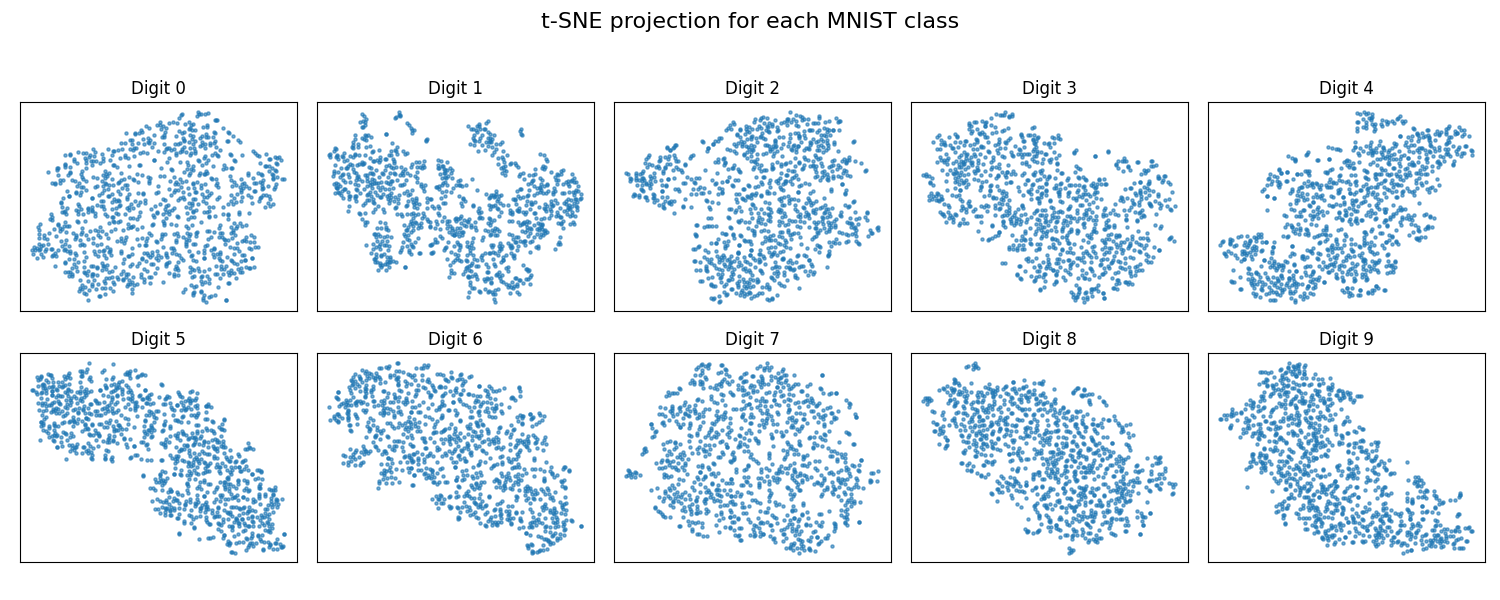 t-SNE projection for each MNIST class
Digit 0
Digit 1
Digit 2
Digit 3
Digit 4
Digit 5
Digit 6
Digit 7
Digit 8
Digit 9